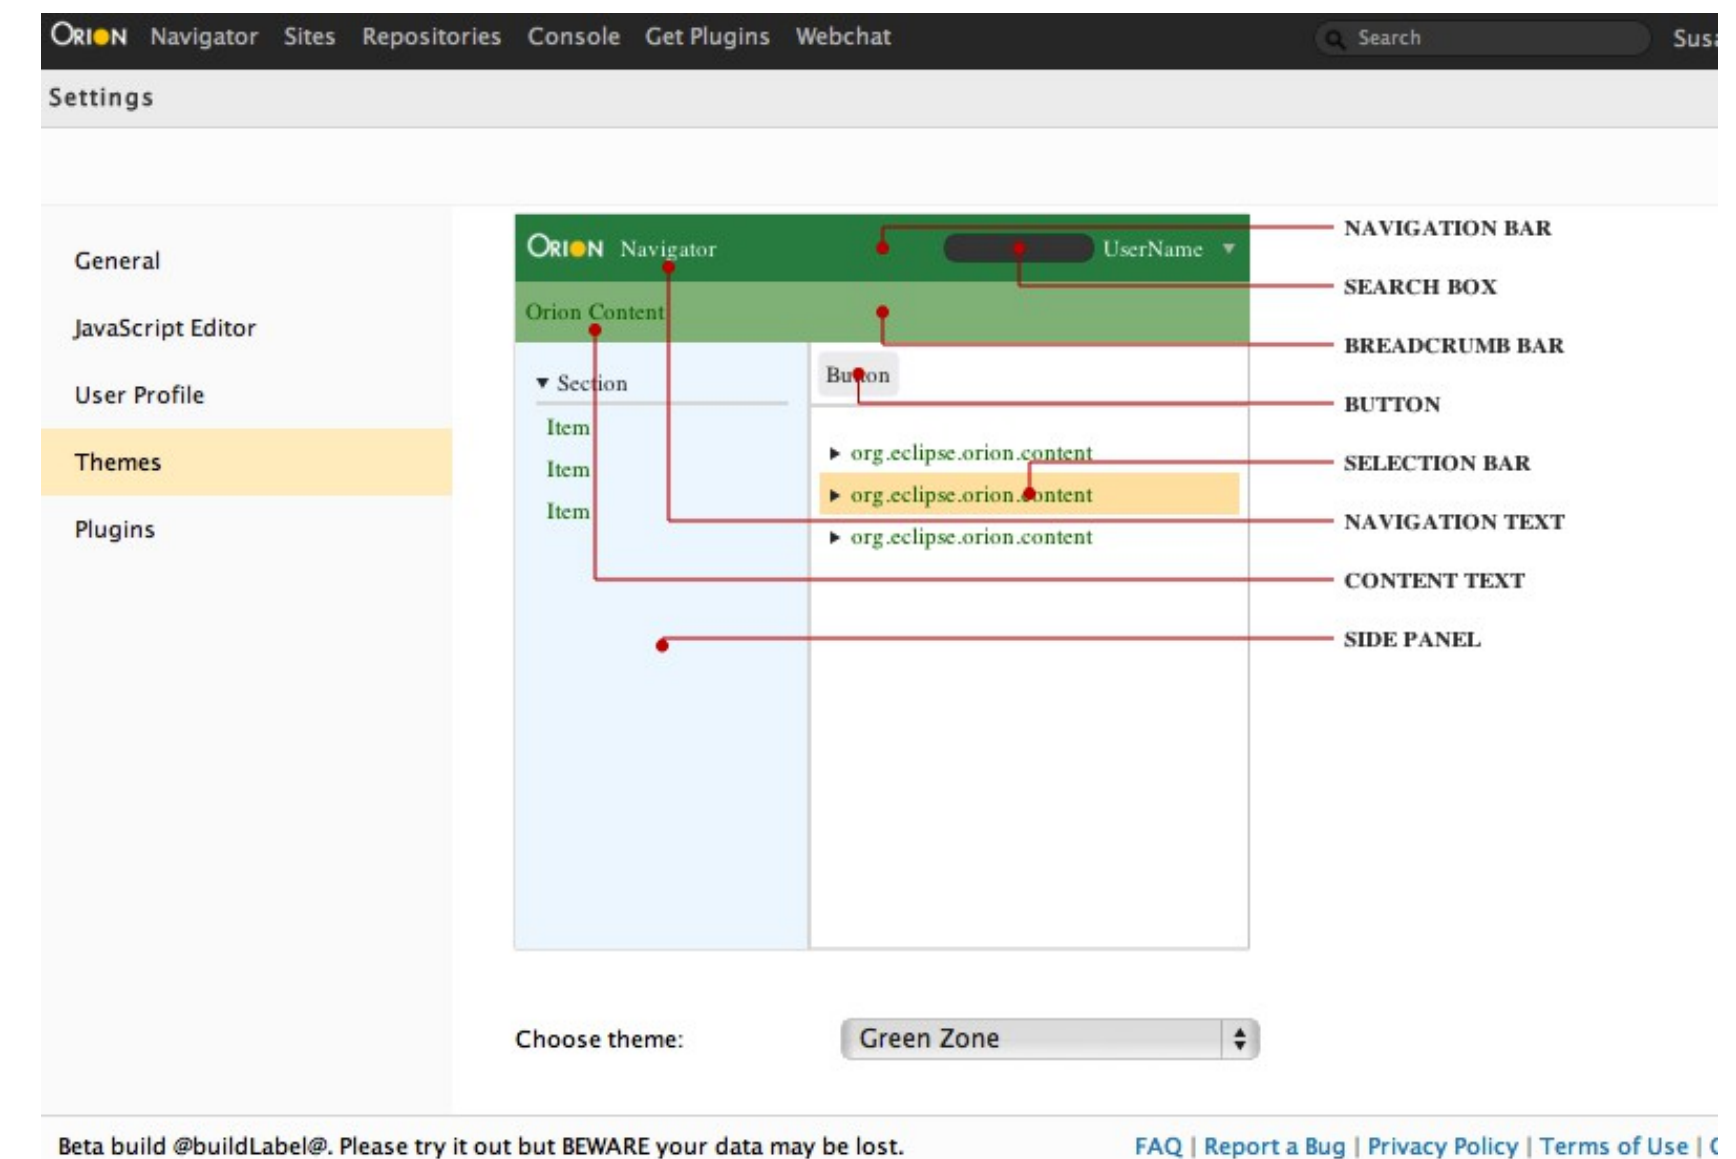 ORION Navigator Sites Repositories Console Get Plugins Webchat Search
Settings
General
JavaScript Editor
User Profile
Themes
Plugins
ORION Navigator UserName
Orion Content
Section
Item
Item
Item
Button
org.eclipse.orion.content
org.eclipse.orion.content
org.eclipse.orion.content
NAVIGATION BAR
SEARCH BOX
BREADCRUMB BAR
BUTTON
SELECTION BAR
NAVIGATION TEXT
CONTENT TEXT
SIDE PANEL
Choose theme: Green Zone
Beta build @buildLabel@. Please try it out but BEWARE your data may be lost. FAQ | Report a Bug | Privacy Policy | Terms of Use |